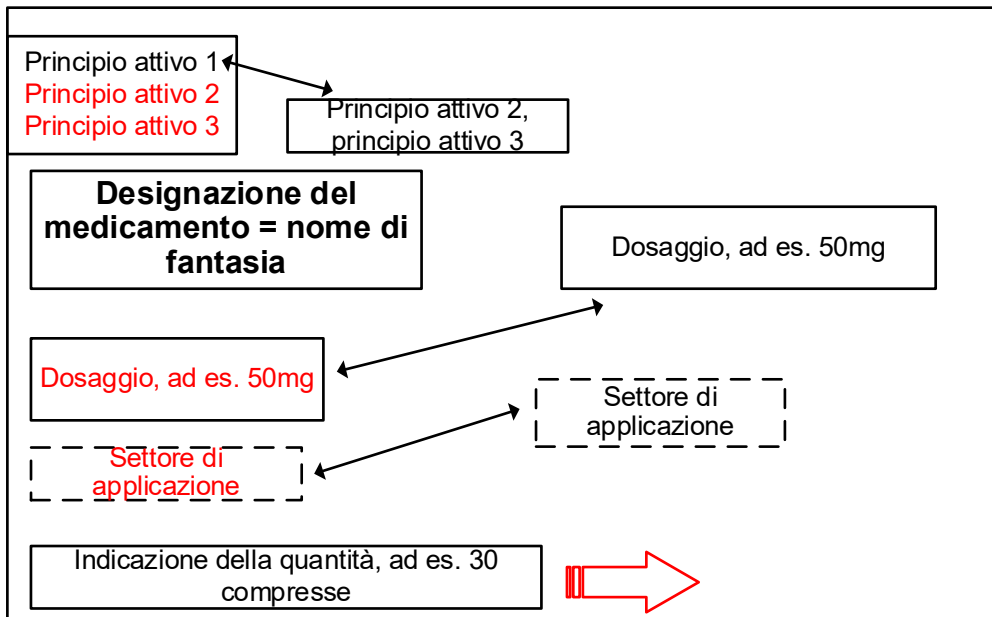 Principio attivo 1
Principio attivo 2
Principio attivo 3
Principio attivo 2,
principio attivo 3
Designazione del
medicamento = nome di
fantasia
Dosaggio, ad es. 50mg
Dosaggio, ad es. 50mg
Settore di
applicazione
Settore di
applicazione
Indicazione della quantità, ad es. 30
compresse